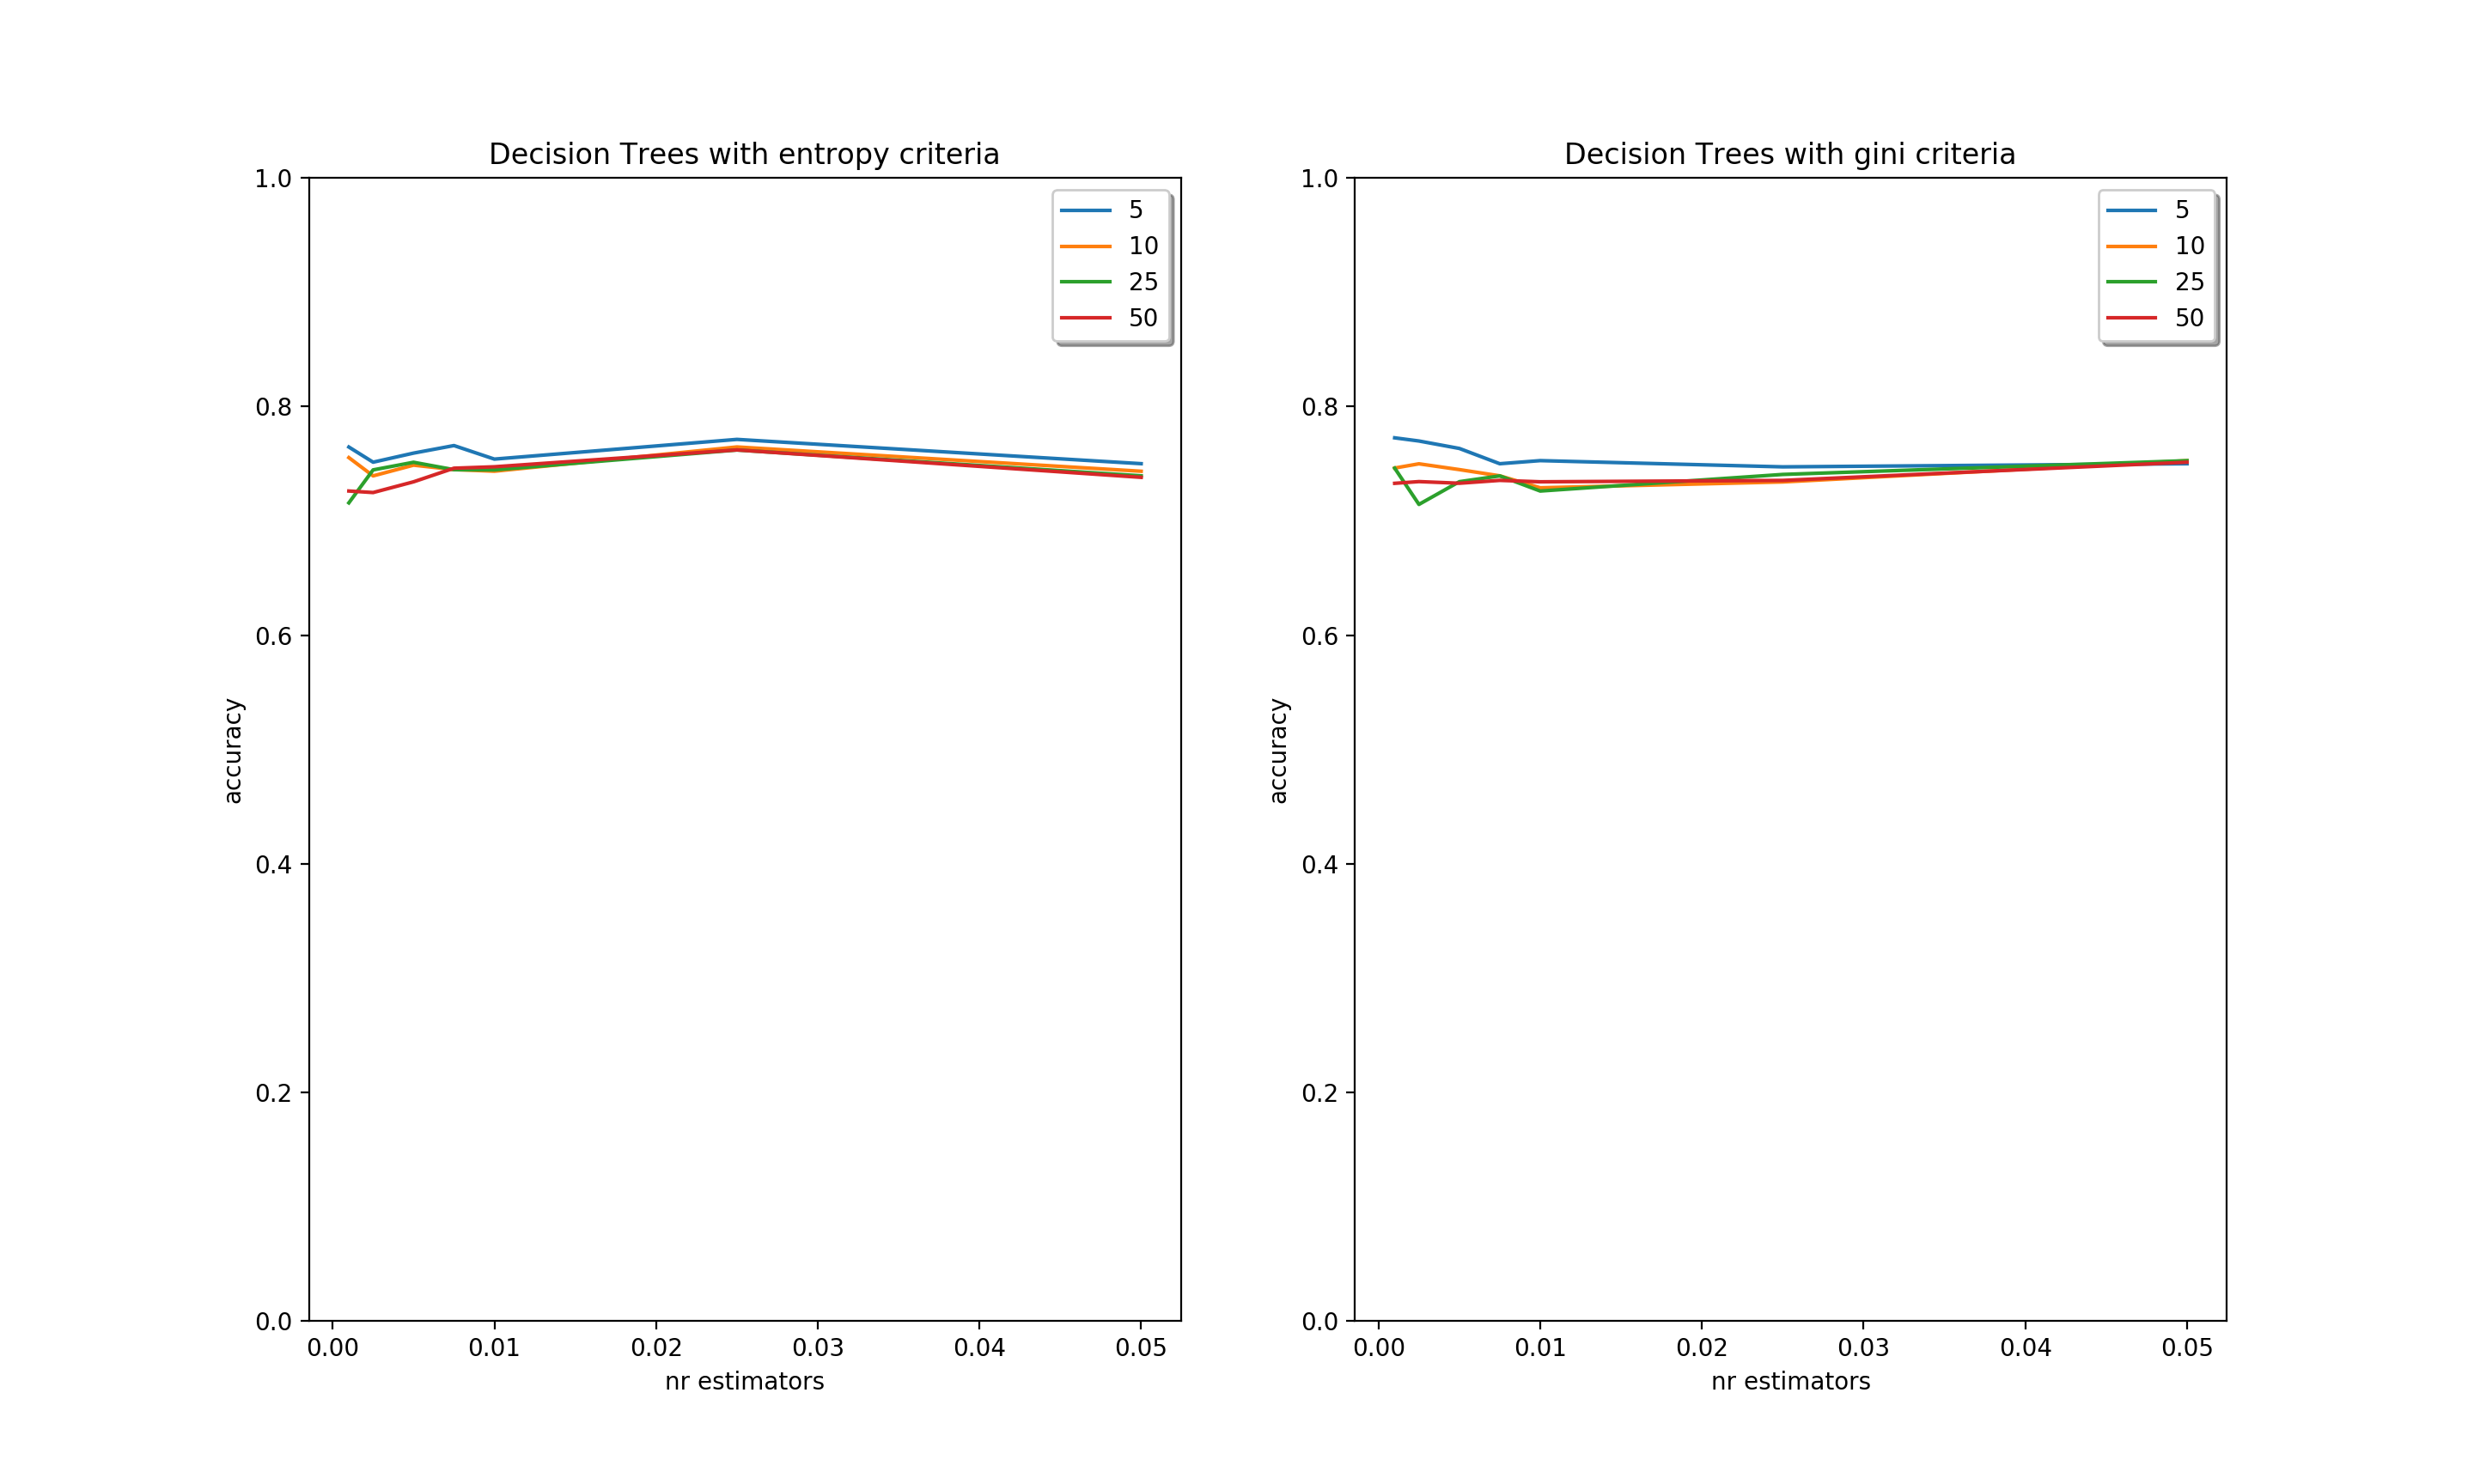 Decision Trees with entropy criteria
1.0
0.8
0.6
0.4
0.2
0.0
accuracy
5
10
25
50
0.00 0.01 0.02 0.03 0.04 0.05
nr estimators
Decision Trees with gini criteria
1.0
0.8
0.6
0.4
0.2
0.0
accuracy
5
10
25
50
0.00 0.01 0.02 0.03 0.04 0.05
nr estimators